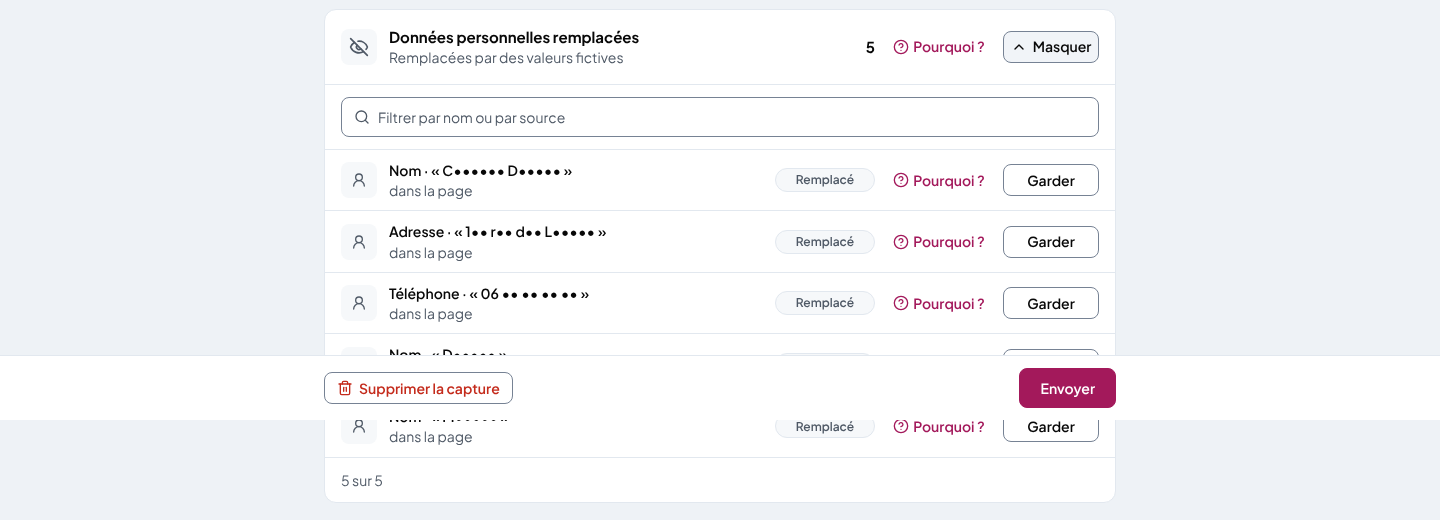 Données personnelles remplacées
Remplacées par des valeurs fictives
5
Pourquoi ?
Masquer
Filtrer par nom ou par source
Nom · « C•••••• D••••• »
dans la page
Remplacé
Pourquoi ?
Garder
Adresse · « 1•• r•• d•• L••••• »
dans la page
Remplacé
Pourquoi ?
Garder
Téléphone · « 06 •• •• •• •• »
dans la page
Remplacé
Pourquoi ?
Garder
Nom · « D••••• »
Supprimer la capture
Envoyer
dans la page
Remplacé
Pourquoi ?
Garder
5 sur 5